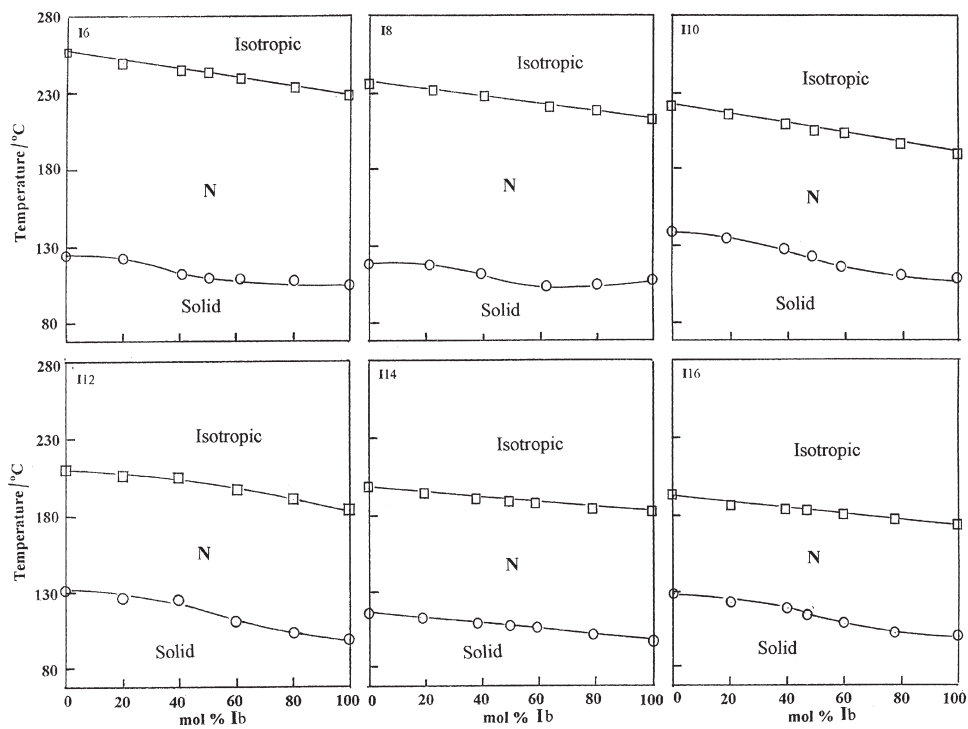 280
I6
Isotropic
230
180
N
130
Solid
80
Temperature/°C
I8
Isotropic
N
Solid
I10
Isotropic
N
Solid
280
I12
Isotropic
230
180
N
130
Solid
80
Temperature/°C
0 20 40 60 80 100
mol % Ib
I14
Isotropic
N
Solid
0 20 40 60 80 100
mol % Ib
I16
Isotropic
N
Solid
0 20 40 60 80 100
mol % Ib